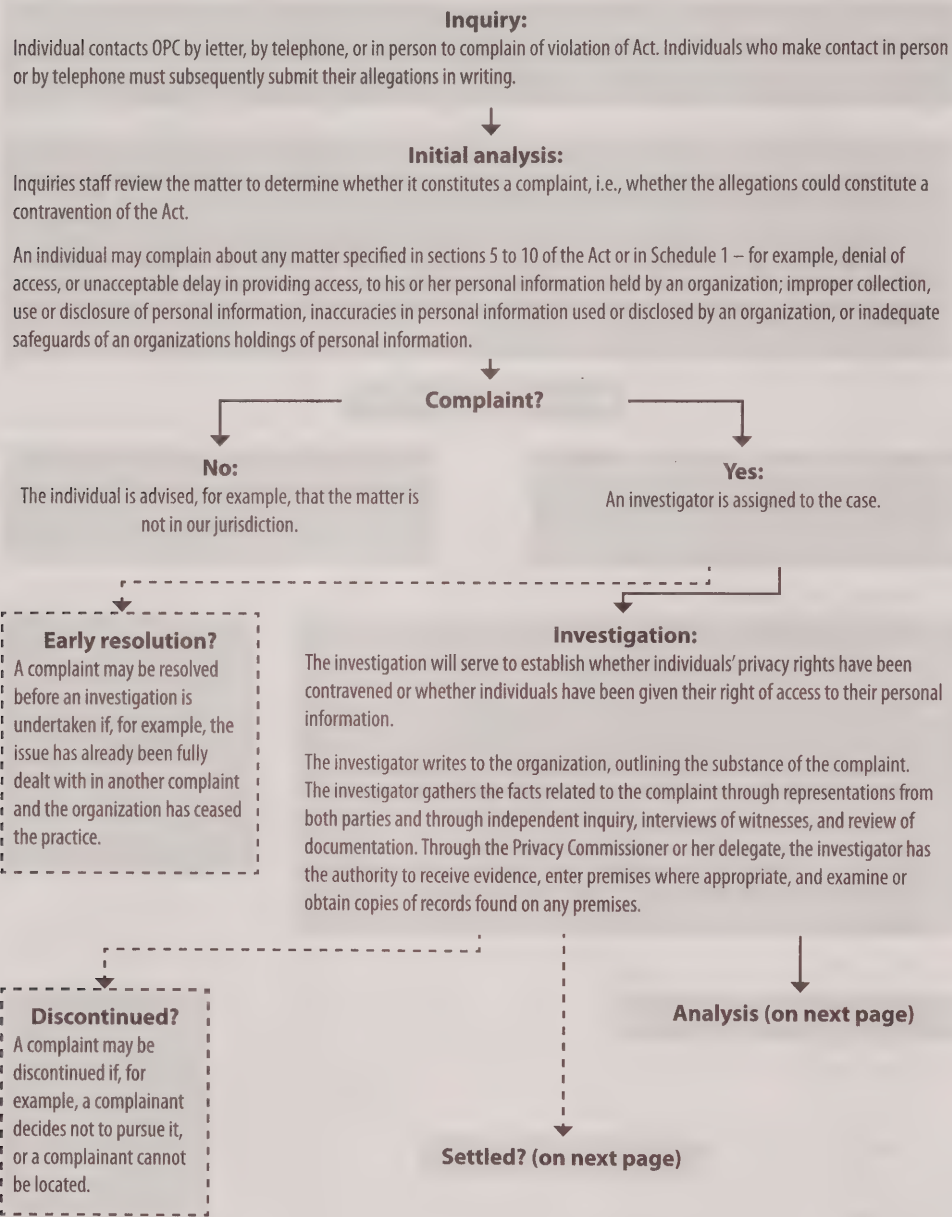 Inquiry:
Individual contacts OPC by letter, by telephone, or in person to complain of violation of Act. Individuals who make contact in person
or by telephone must subsequently submit their allegations in writing.
Initial analysis:
Inquiries staff review the matter to determine whether it constitutes a complaint, i.e., whether the allegations could constitute a
contravention of the Act.
An individual may complain about any matter specified in sections 5 to 10 of the Act or in Schedule 1 – for example, denial of
access, or unacceptable delay in providing access, to his or her personal information held by an organization; improper collection,
use or disclosure of personal information, inaccuracies in personal information used or disclosed by an organization, or inadequate
safeguards of an organizations holdings of personal information.
Complaint?
No:
The individual is advised, for example, that the matter is
not in our jurisdiction.
Yes:
An investigator is assigned to the case.
Early resolution?
A complaint may be resolved
before an investigation is
undertaken if, for example, the
issue has already been fully
dealt with in another complaint
and the organization has ceased
the practice.
Investigation:
The investigation will serve to establish whether individuals' privacy rights have been
contravened or whether individuals have been given their right of access to their personal
information.
The investigator writes to the organization, outlining the substance of the complaint.
The investigator gathers the facts related to the complaint through representations from
both parties and through independent inquiry, interviews of witnesses, and review of
documentation. Through the Privacy Commissioner or her delegate, the investigator has
the authority to receive evidence, enter premises where appropriate, and examine or
obtain copies of records found on any premises.
Discontinued?
A complaint may be
discontinued if, for
example, a complainant
decides not to pursue it,
or a complainant cannot
be located.
Analysis (on next page)
Settled? (on next page)